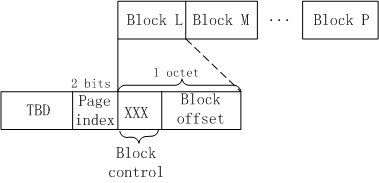 Block L
Block M
...
Block P
2 bits
1 octet
TBD
Page
index
XXX
Block
offset
Block
control